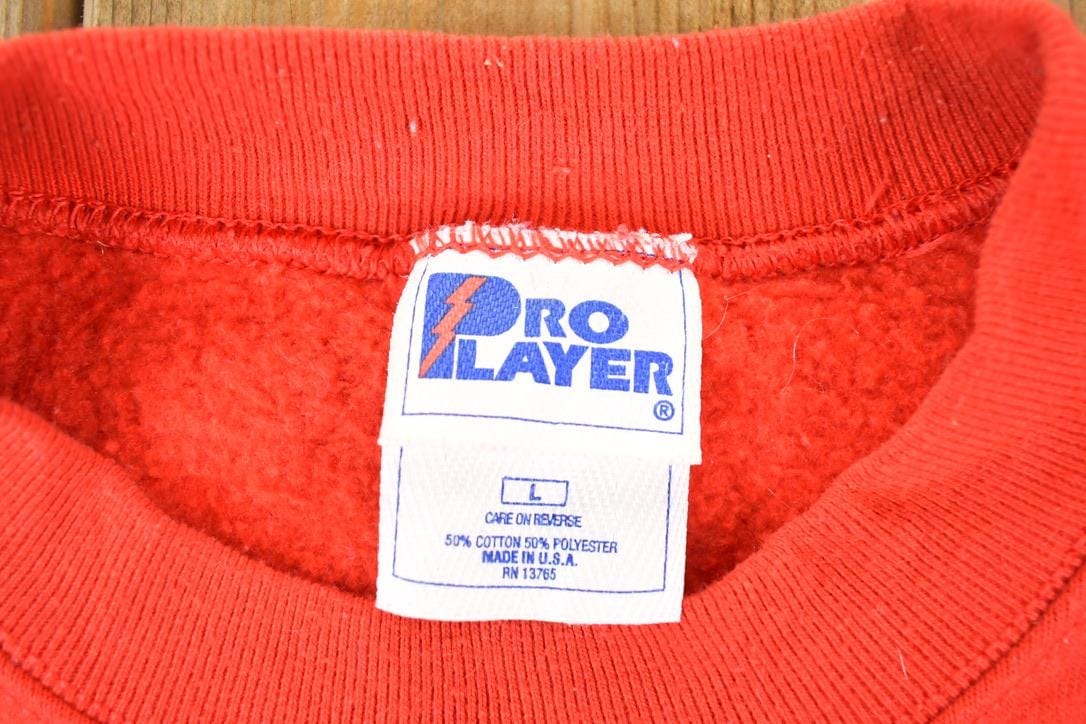 PRO
PLAYER
®
L
CARE ON REVERSE
50% COTTON 50% POLYESTER
MADE IN U.S.A.
RN 13765